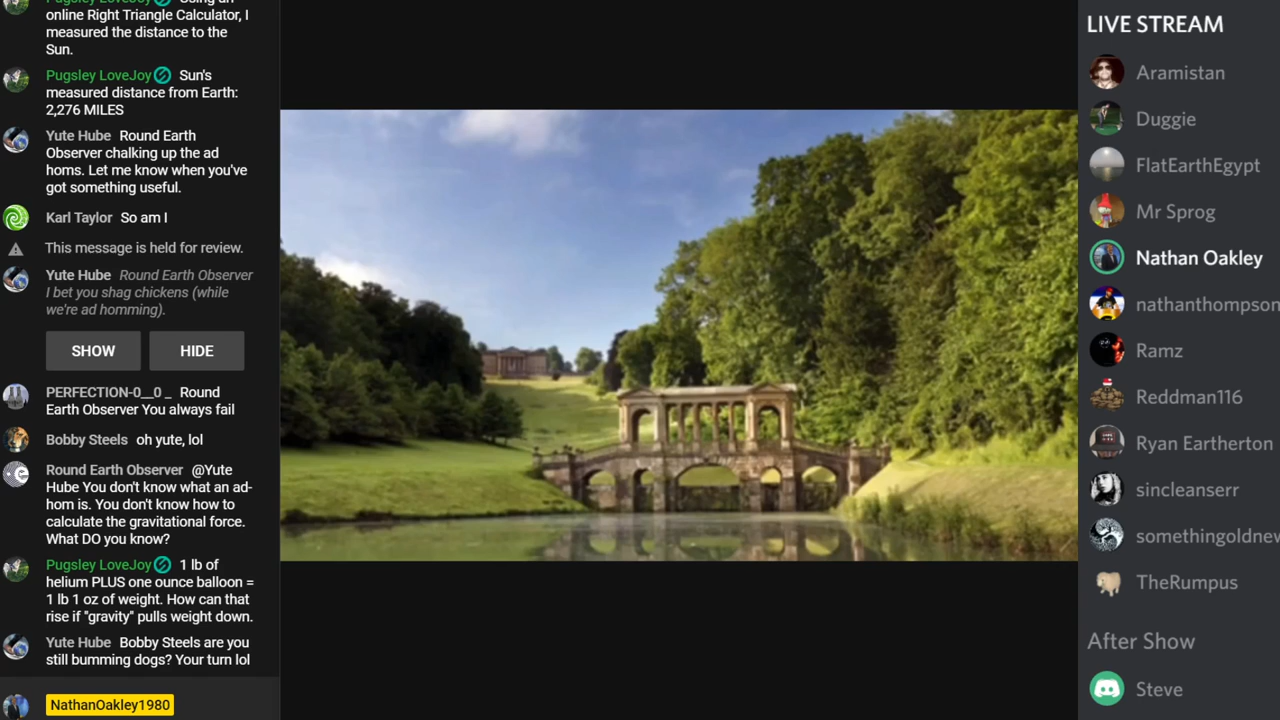 Pugsley LoveJoy Using an
online Right Triangle Calculator, I
measured the distance to the
Sun.
Pugsley LoveJoy Sun's
measured distance from Earth:
2,276 MILES
Yute Hube Round Earth
Observer chalking up the ad
homs. Let me know when you've
got something useful.
Karl Taylor So am I
This message is held for review.
Yute Hube Round Earth Observer
I bet you shag chickens (while
we're ad homming).
SHOW HIDE
PERFECTION-0__0 _ Round
Earth Observer You always fail
Bobby Steels oh yute, lol
Round Earth Observer @Yute
Hube You don't know what an ad-
hom is. You don't know how to
calculate the gravitational force.
What DO you know?
Pugsley LoveJoy 1 lb of
helium PLUS one ounce balloon =
1 lb 1 oz of weight. How can that
rise if "gravity" pulls weight down.
Yute Hube Bobby Steels are you
still bumming dogs? Your turn lol
NathanOakley1980
LIVE STREAM
Aramistan
Duggie
FlatEarthEgypt
Mr Sprog
Nathan Oakley
nathanthompson
Ramz
Reddman116
Ryan Eartherton
sincleanserr
somethingoldnew
TheRumpus
After Show
Steve